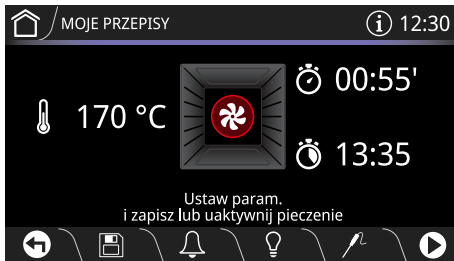 MOJE PRZEPISY
i 12:30
170 °C
00:55'
13:35
Ustaw param.
i zapisz lub uaktywnij pieczenie